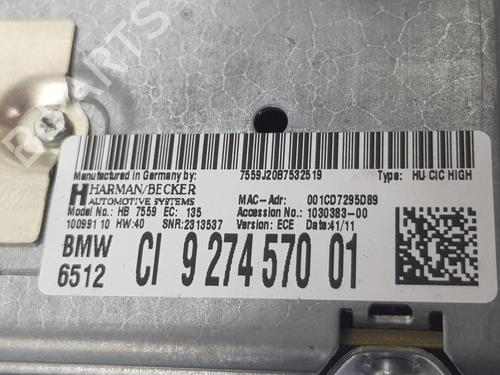 B-PARTS
Manufactured in Germany by: 7559J20B7532519 Type: HU CIC HIGH
HARMAN/BECKER
AUTOMOTIVE SYSTEMS
MAC-Adr: 001CD7295D89
Model No.: HB 7559 EC: 135 Accession No.: 1030383-00
10099110 HW:40 SNR:2313537 Version: ECE Date:41/11
BMW
6512
CI 9 274 570 01